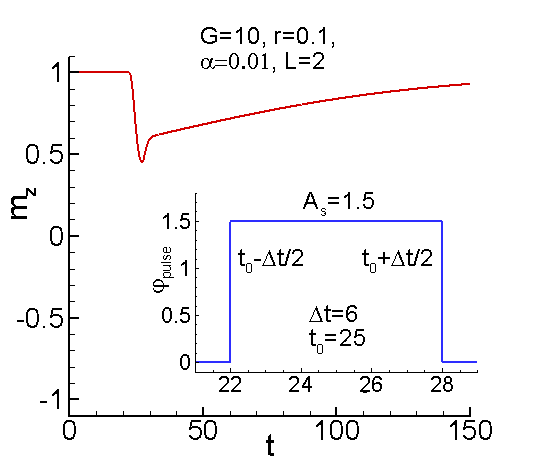 G=10, r=0.1,
α=0.01, L=2
1
0.5
0
-0.5
-1
m_z
0
50
100
150
t
A_s=1.5
φ_pulse
1.5
1
0.5
0
t_0-Δt/2
t_0+Δt/2
Δt=6
t_0=25
22
24
26
28
t